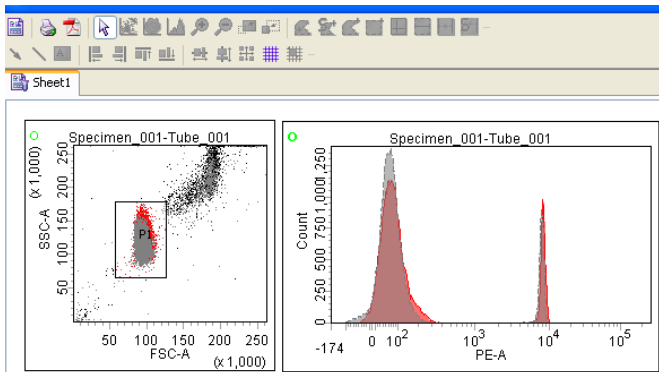 Sheet1
Specimen_001-Tube_001
SSC-A
(x 1,000)
50 100 150 200 250
P1
50 100 150 200 250
FSC-A
(x 1,000)
Specimen_001-Tube_001
Count
0 250 500 750 1,000 1,250
-174 0 10² 10³ 10⁴ 10⁵
PE-A